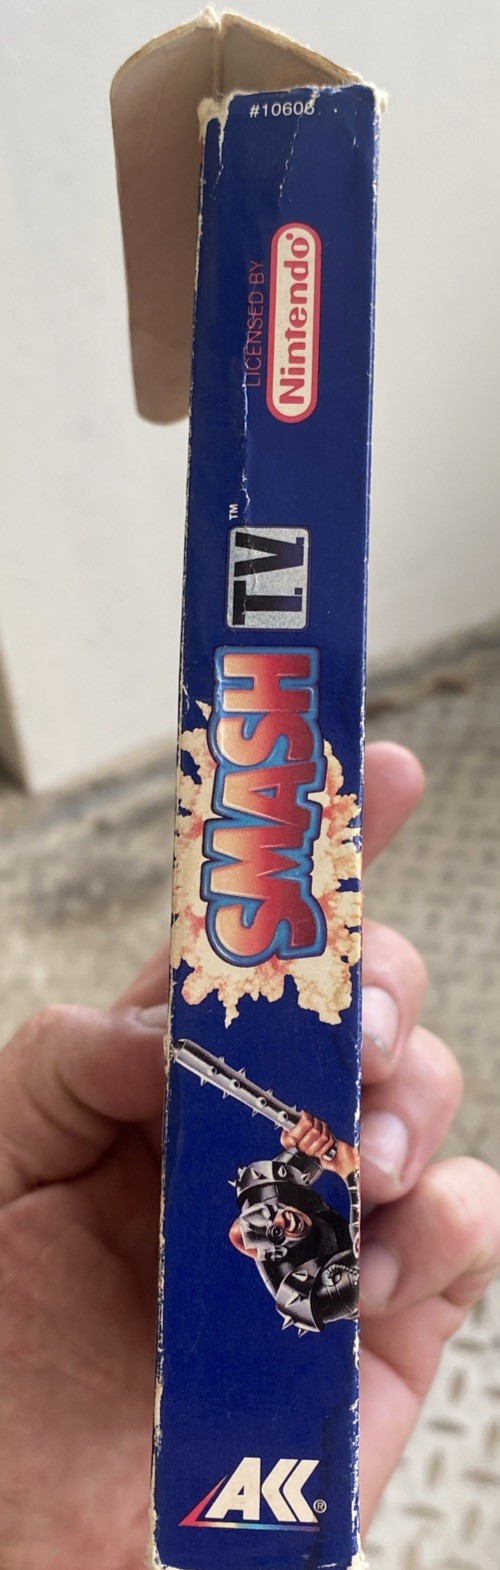 #10606
LICENSED BY
Nintendo®
SMASH T.V.™
AKK®